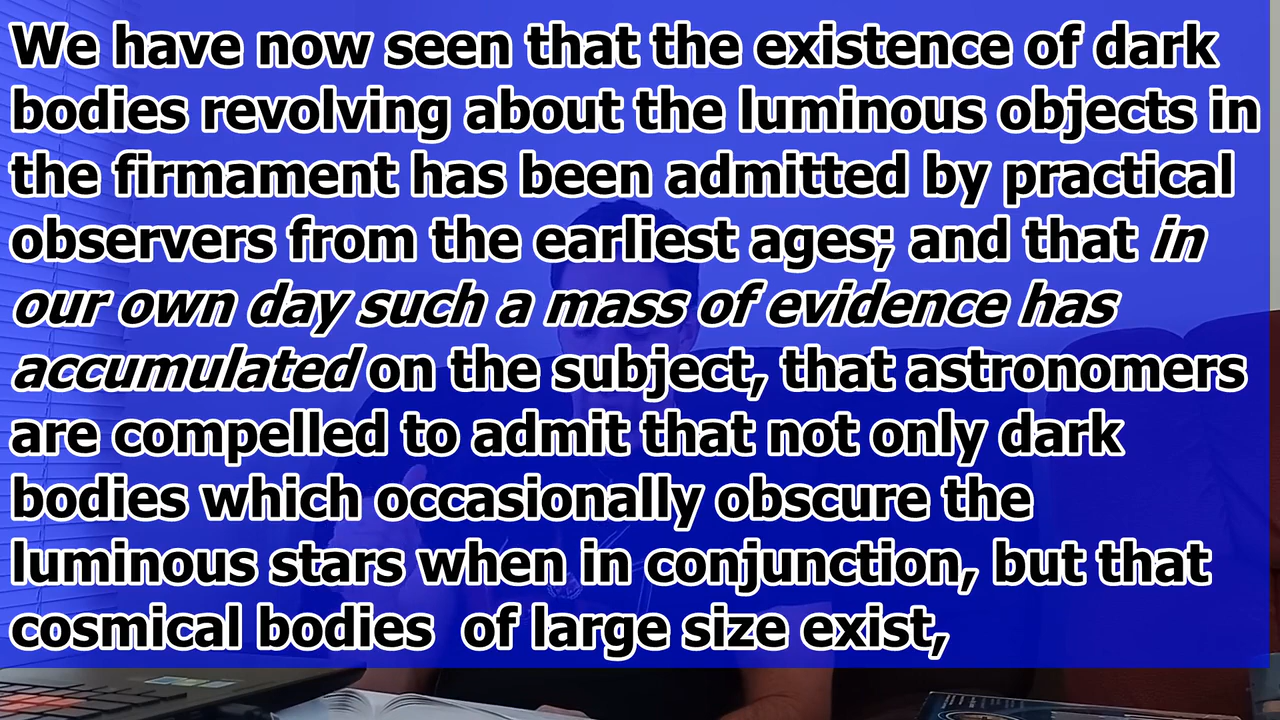 We have now seen that the existence of dark
bodies revolving about the luminous objects in
the firmament has been admitted by practical
observers from the earliest ages; and that in
our own day such a mass of evidence has
accumulated on the subject, that astronomers
are compelled to admit that not only dark
bodies which occasionally obscure the
luminous stars when in conjunction, but that
cosmical bodies  of large size exist,